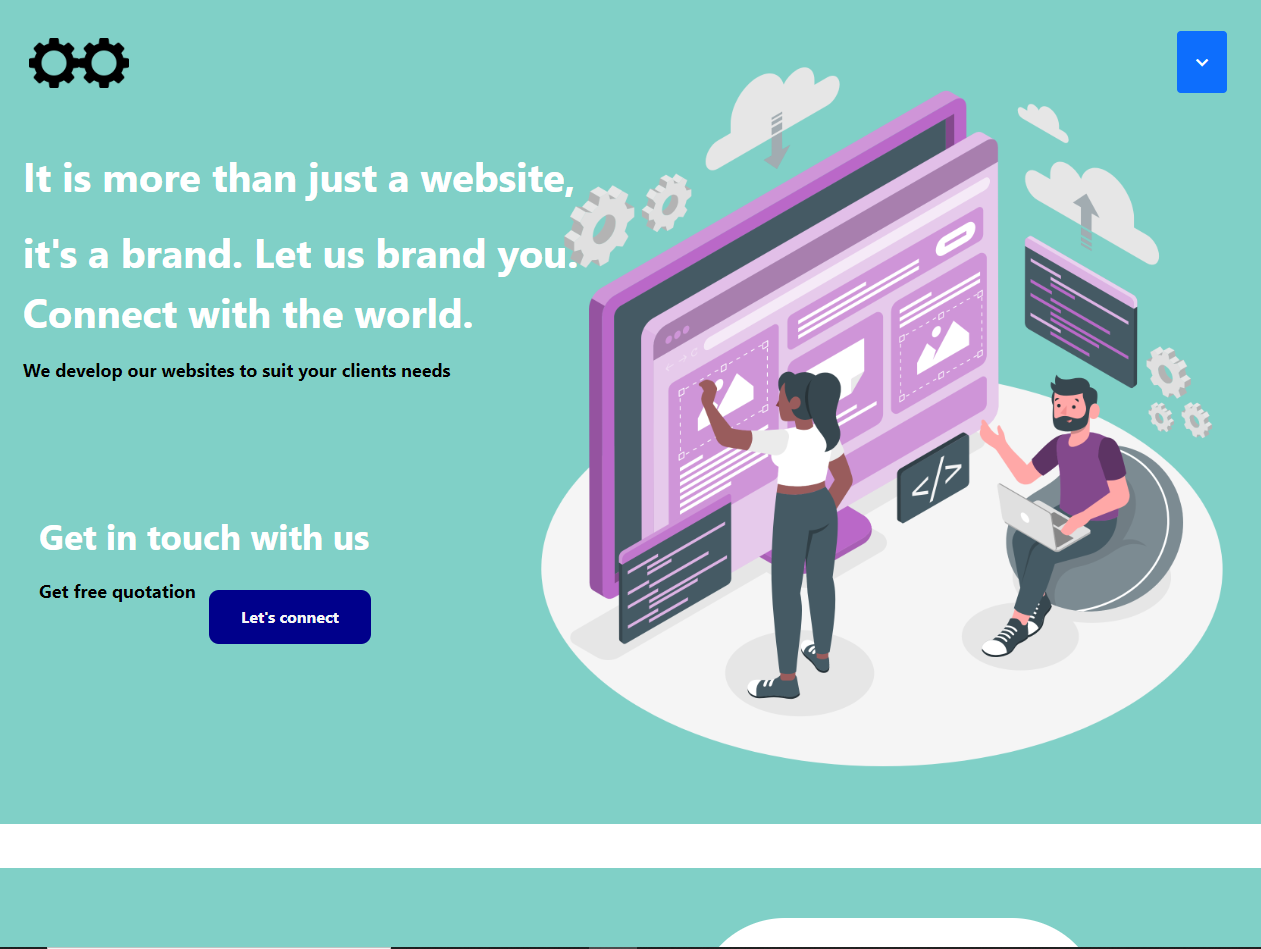 It is more than just a website,
it's a brand. Let us brand you.
Connect with the world.
We develop our websites to suit your clients needs
</>
Get in touch with us
Get free quotation
Let's connect